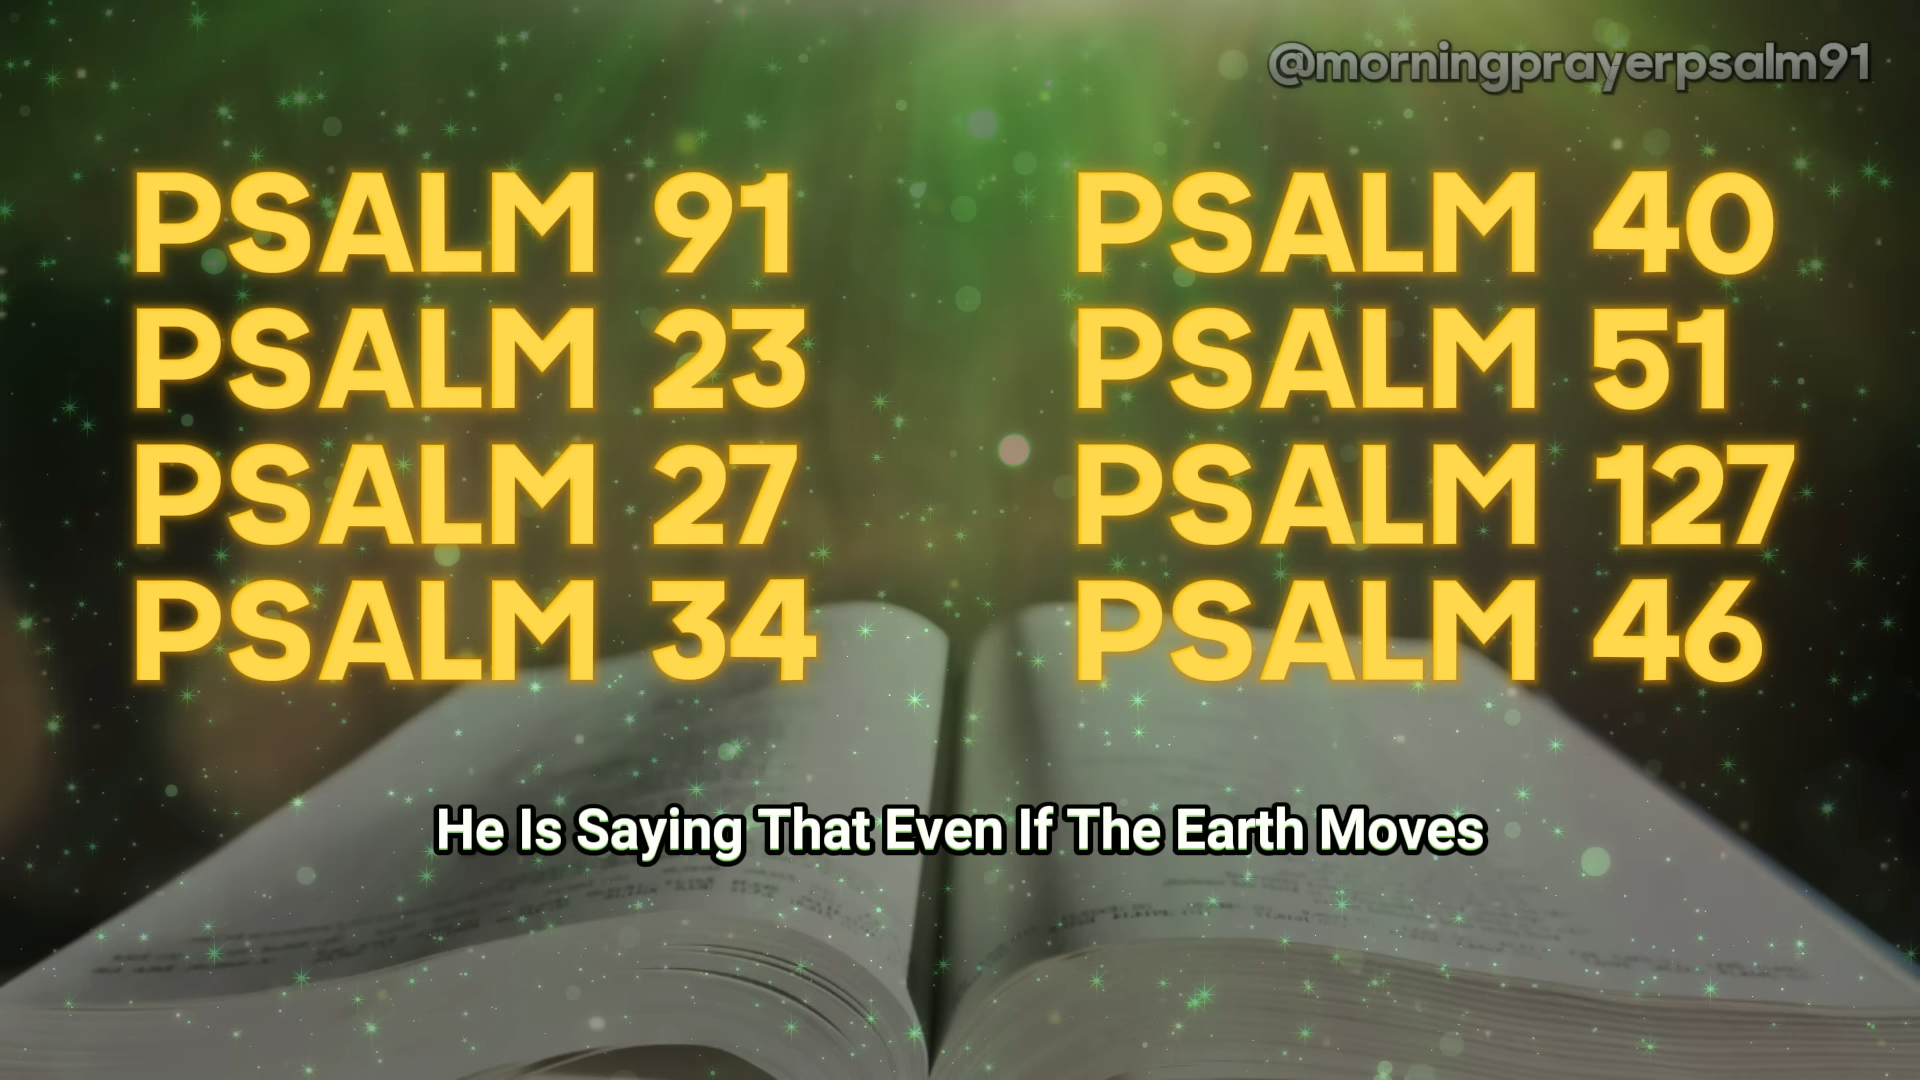 @morningprayerpsalm91
PSALM 91
PSALM 23
PSALM 27
PSALM 34
PSALM 40
PSALM 51
PSALM 127
PSALM 46
He Is Saying That Even If The Earth Moves